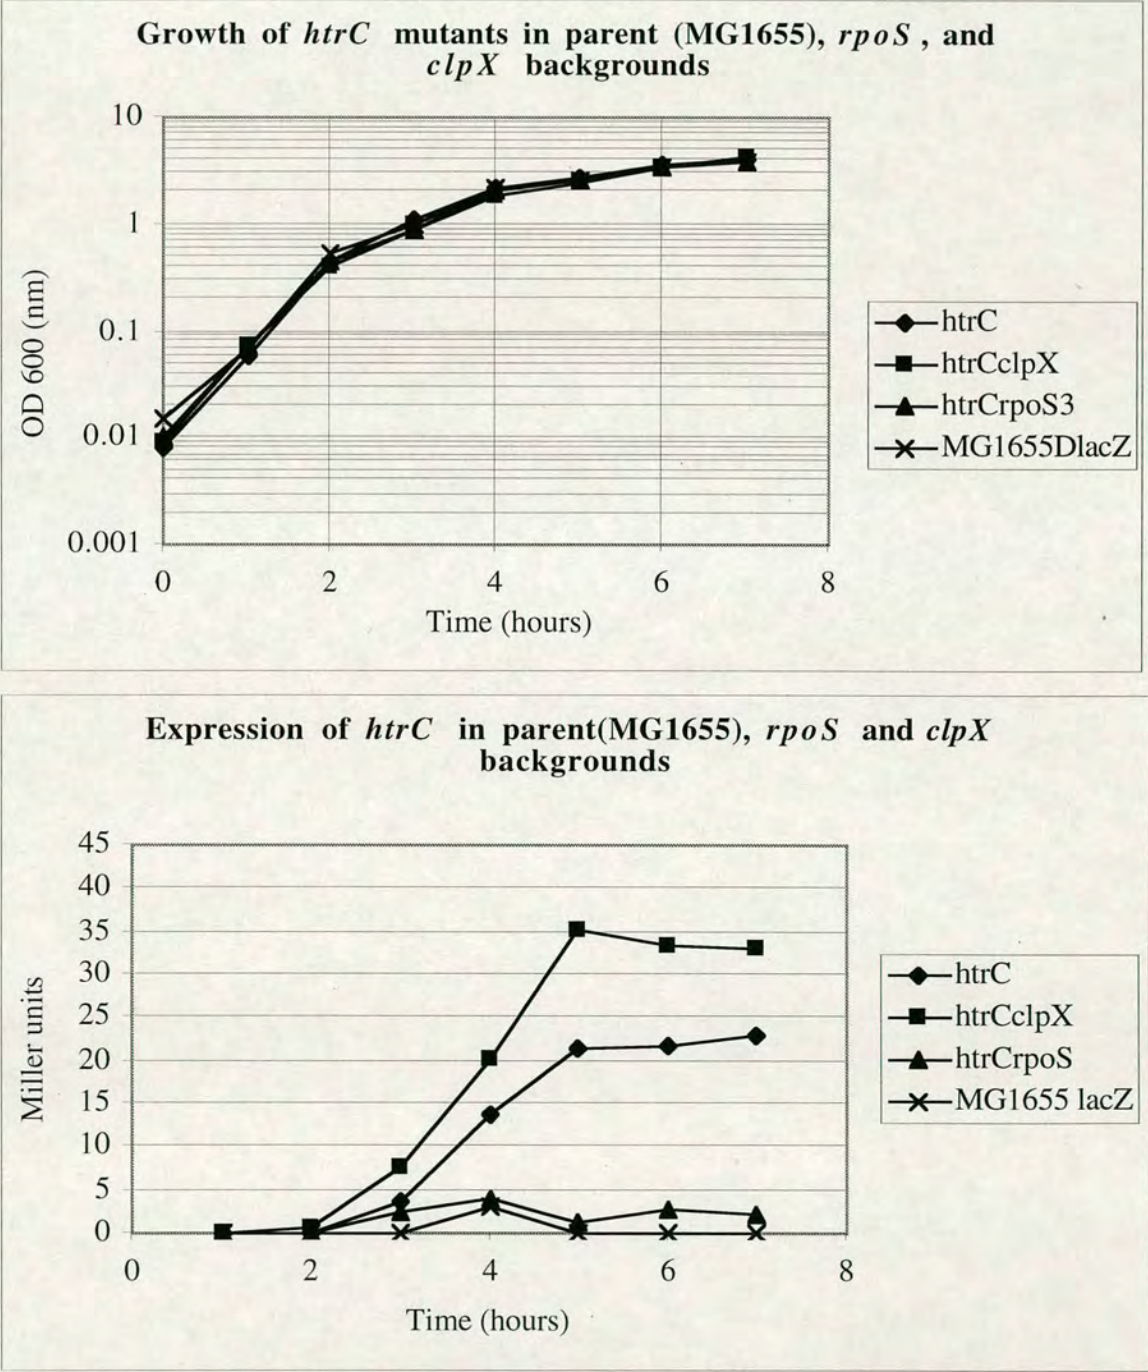 Growth of htrC mutants in parent (MG1655), rpoS , and
clpX backgrounds
10
1
0.1
0.01
0.001
OD 600 (nm)
0 2 4 6 8
Time (hours)
htrC
htrCclpX
htrCrpoS3
MG1655DlacZ
Expression of htrC in parent(MG1655), rpoS and clpX
backgrounds
45
40
35
30
25
20
15
10
5
0
Miller units
0 2 4 6 8
Time (hours)
htrC
htrCclpX
htrCrpoS
MG1655 lacZ